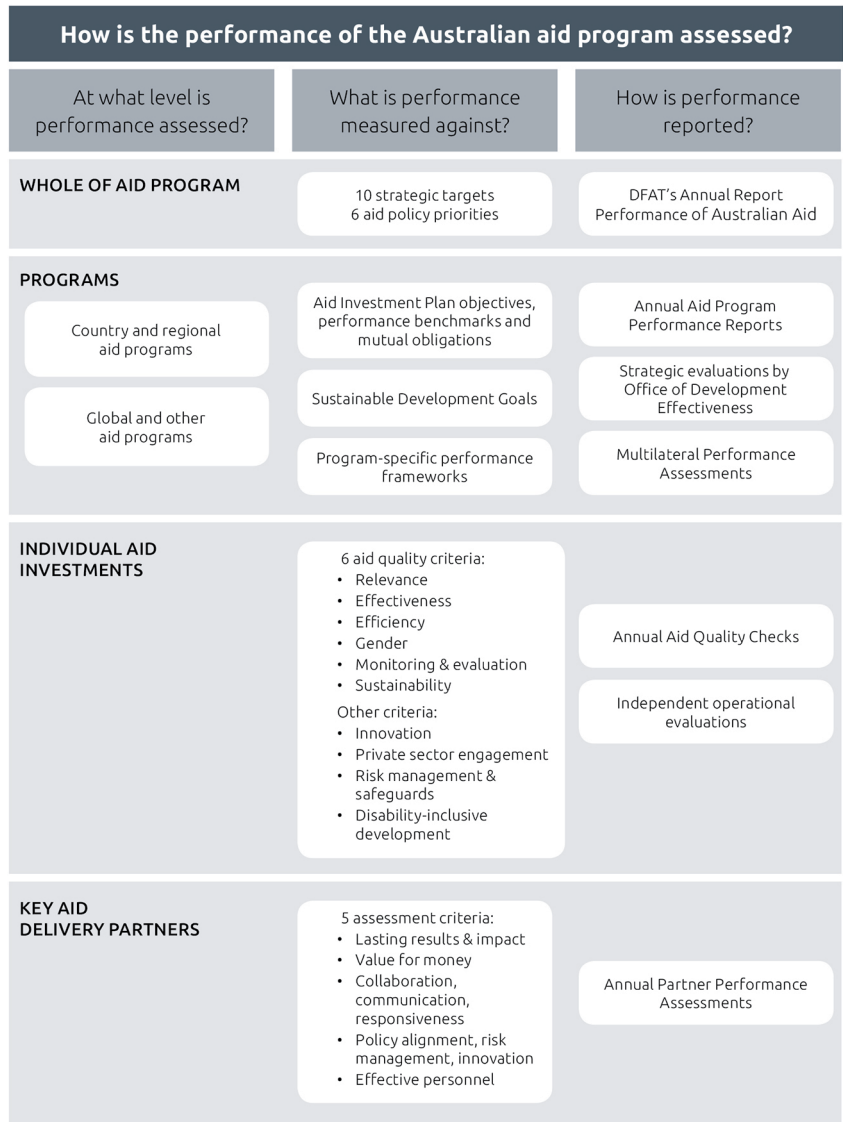 How is the performance of the Australian aid program assessed?
At what level is
performance assessed?
What is performance
measured against?
How is performance
reported?
WHOLE OF AID PROGRAM
10 strategic targets
6 aid policy priorities
DFAT’s Annual Report
Performance of Australian Aid
PROGRAMS
Country and regional
aid programs
Global and other
aid programs
Aid Investment Plan objectives,
performance benchmarks and
mutual obligations
Sustainable Development Goals
Program-specific performance
frameworks
Annual Aid Program
Performance Reports
Strategic evaluations by
Office of Development
Effectiveness
Multilateral Performance
Assessments
INDIVIDUAL AID
INVESTMENTS
6 aid quality criteria:
• Relevance
• Effectiveness
• Efficiency
• Gender
• Monitoring & evaluation
• Sustainability
Other criteria:
• Innovation
• Private sector engagement
• Risk management &
safeguards
• Disability-inclusive
development
Annual Aid Quality Checks
Independent operational
evaluations
KEY AID
DELIVERY PARTNERS
5 assessment criteria:
• Lasting results & impact
• Value for money
• Collaboration,
communication,
responsiveness
• Policy alignment, risk
management, innovation
• Effective personnel
Annual Partner Performance
Assessments